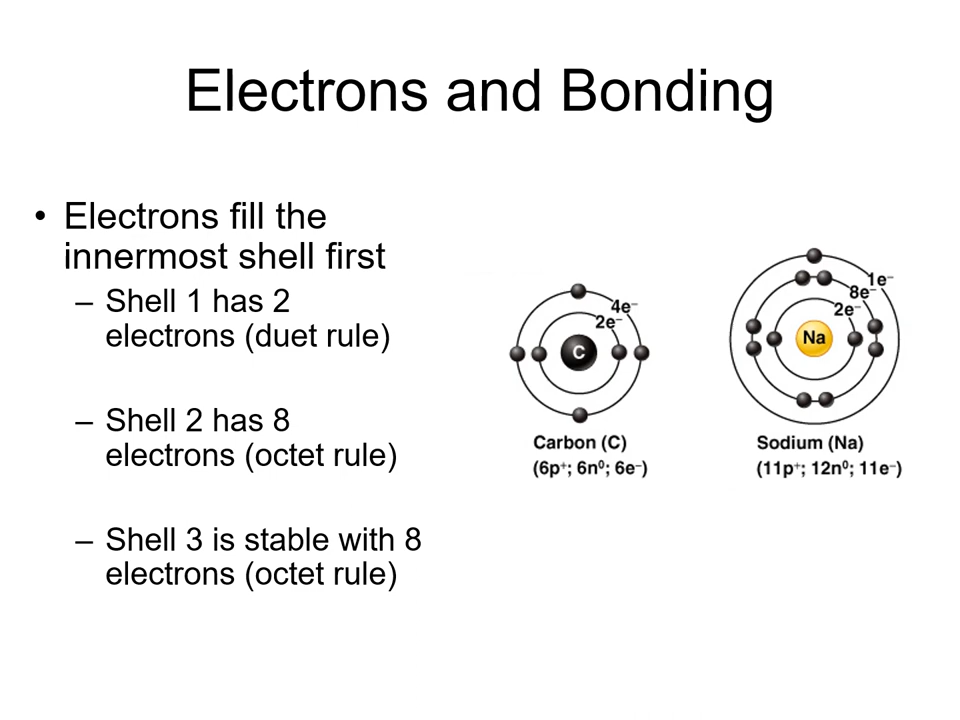 Electrons and Bonding
• Electrons fill the
innermost shell first
– Shell 1 has 2
electrons (duet rule)
– Shell 2 has 8
electrons (octet rule)
– Shell 3 is stable with 8
electrons (octet rule)
4e⁻
2e⁻
C
Carbon (C)
(6p⁺; 6n⁰; 6e⁻)
1e⁻
8e⁻
2e⁻
Na
Sodium (Na)
(11p⁺; 12n⁰; 11e⁻)